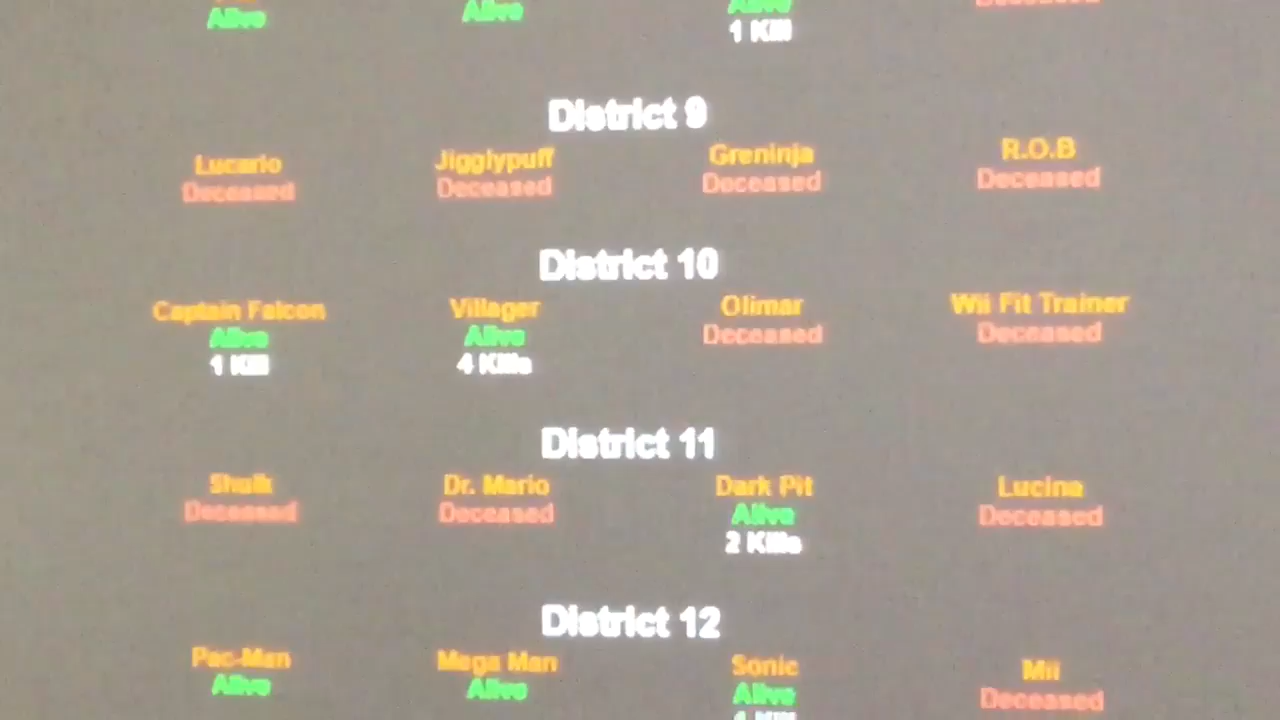 Alive Alive Alive Deceased
1 Kill
District 9
Lucario Jigglypuff Greninja R.O.B
Deceased Deceased Deceased Deceased
District 10
Captain Falcon Villager Olimar Wii Fit Trainer
Alive Alive Deceased Deceased
1 Kill 4 Kills
District 11
Shulk Dr. Mario Dark Pit Lucina
Deceased Deceased Alive Deceased
2 Kills
District 12
Pac-Man Mega Man Sonic Mii
Alive Alive Alive Deceased